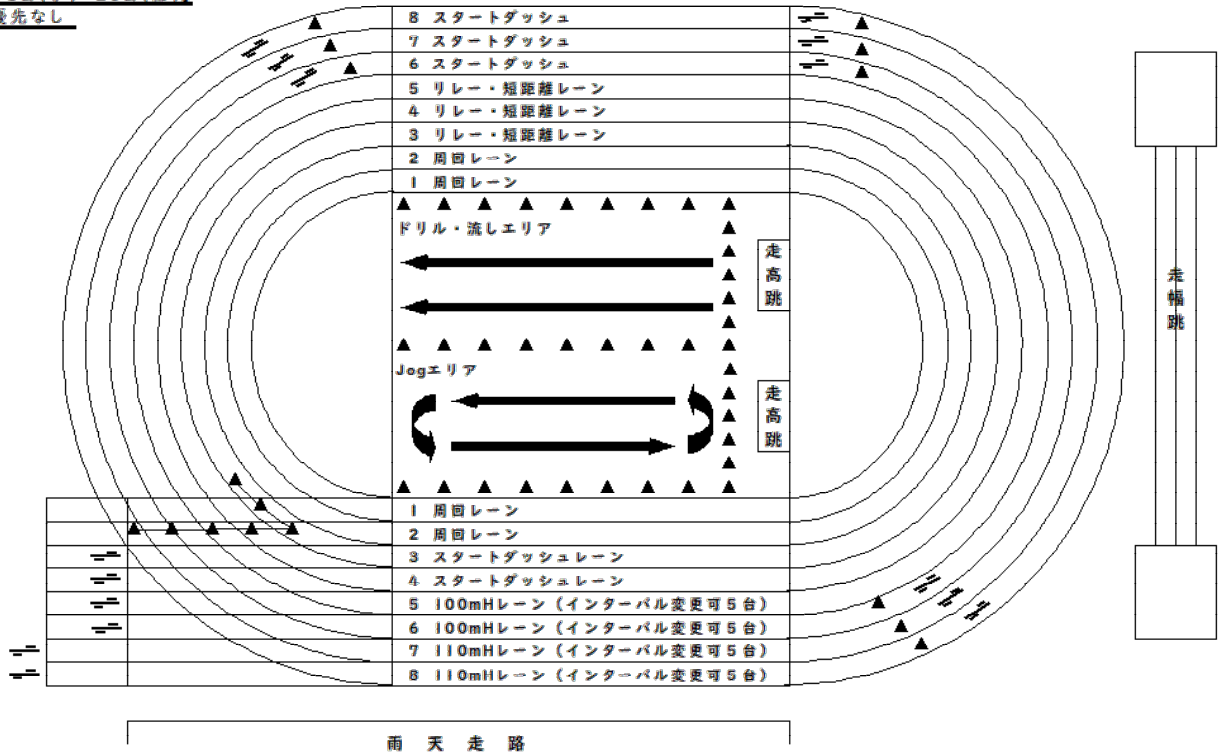 優先なし
8 スタートダッシュ
7 スタートダッシュ
6 スタートダッシュ
5 リレー・短距離レーン
4 リレー・短距離レーン
3 リレー・短距離レーン
2 周回レーン
1 周回レーン
ドリル・流しエリア
走高跳
走幅跳
Jogエリア
走高跳
1 周回レーン
2 周回レーン
3 スタートダッシュレーン
4 スタートダッシュレーン
5 100mHレーン（インターバル変更可5台）
6 100mHレーン（インターバル変更可5台）
7 110mHレーン（インターバル変更可5台）
8 110mHレーン（インターバル変更可5台）
雨天走路